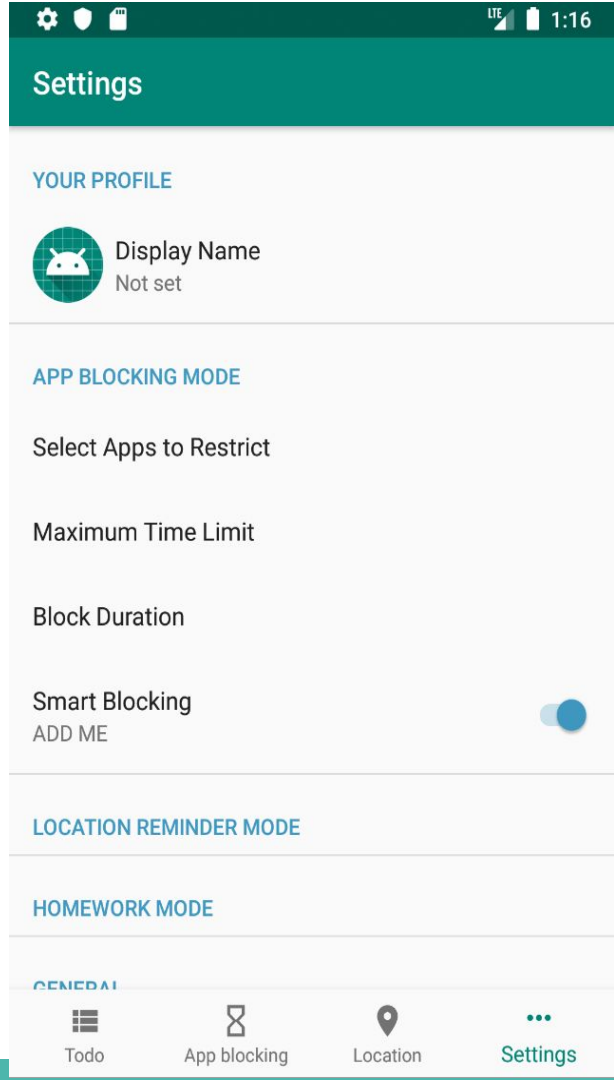 LTE 1:16
Settings
YOUR PROFILE
Display Name
Not set
APP BLOCKING MODE
Select Apps to Restrict
Maximum Time Limit
Block Duration
Smart Blocking
ADD ME
LOCATION REMINDER MODE
HOMEWORK MODE
GENERAL
Todo App blocking Location Settings